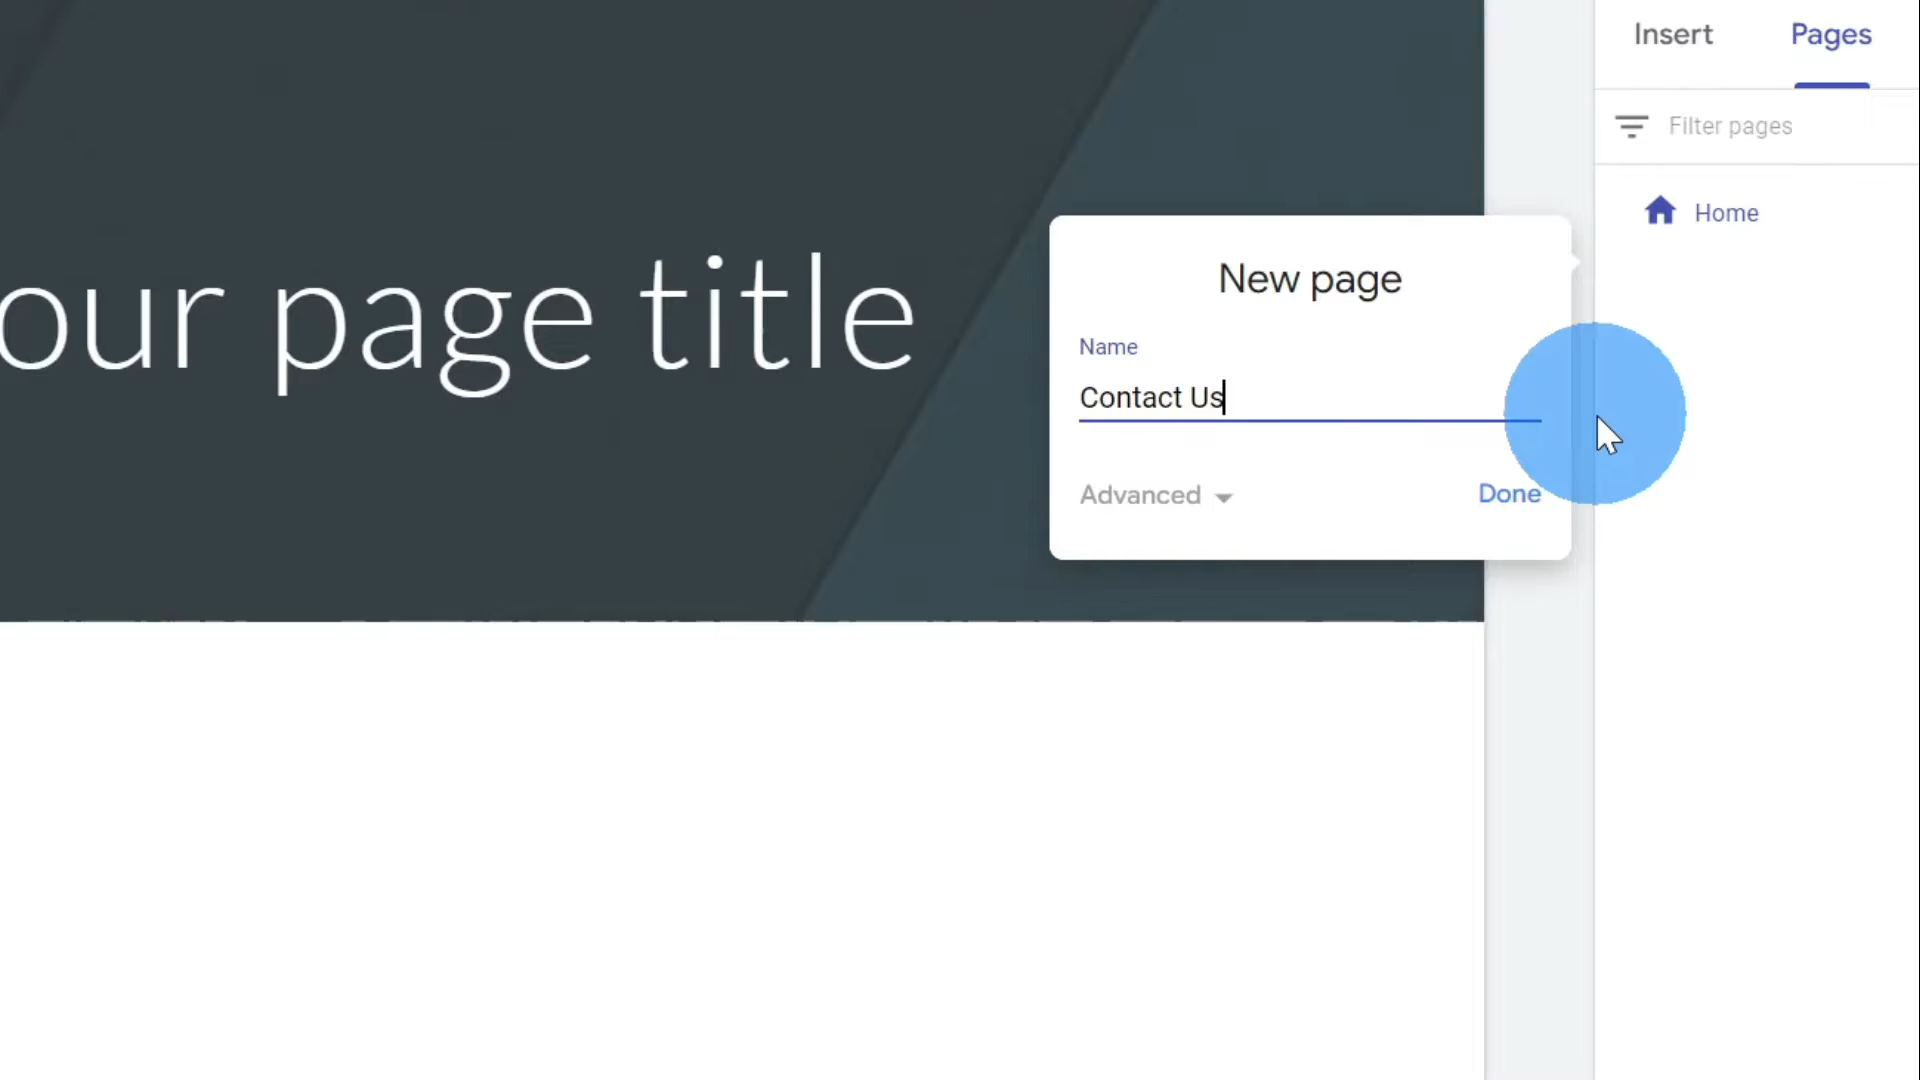 Insert Pages
Filter pages
Home
our page title
New page
Name
Contact Us
Advanced Done